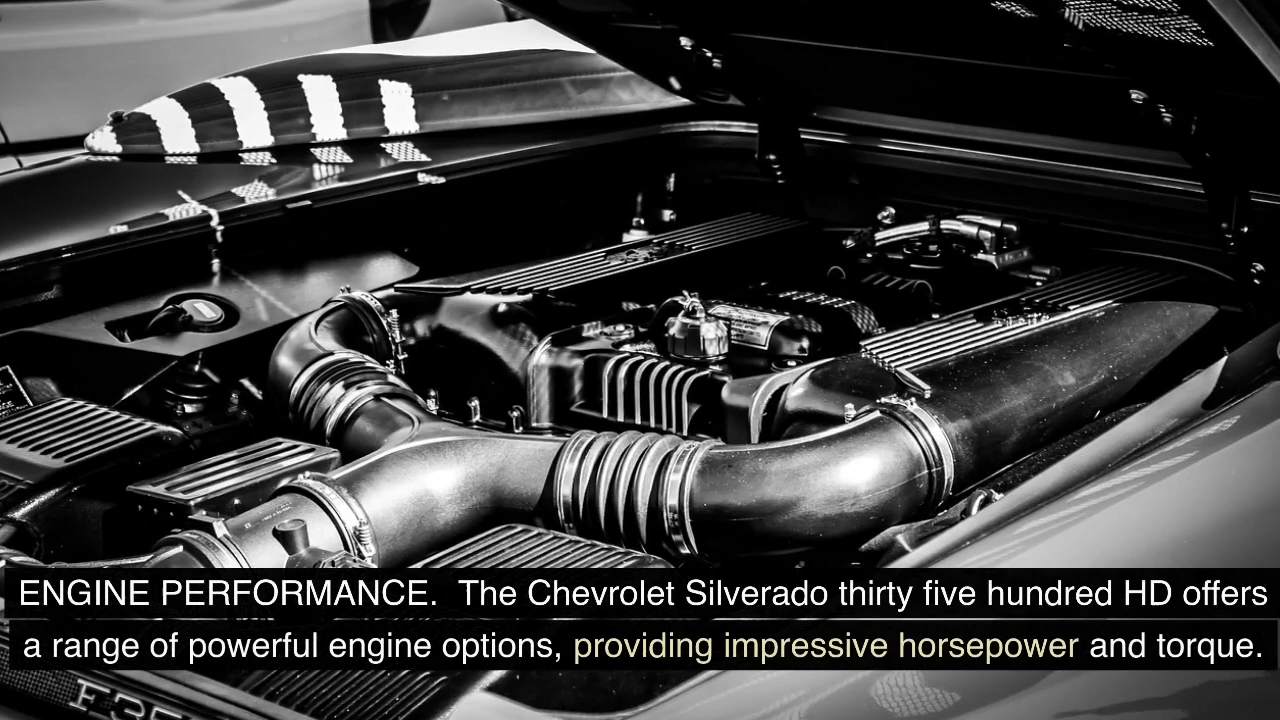 ENGINE PERFORMANCE. The Chevrolet Silverado thirty five hundred HD offers
a range of powerful engine options, providing impressive horsepower and torque.